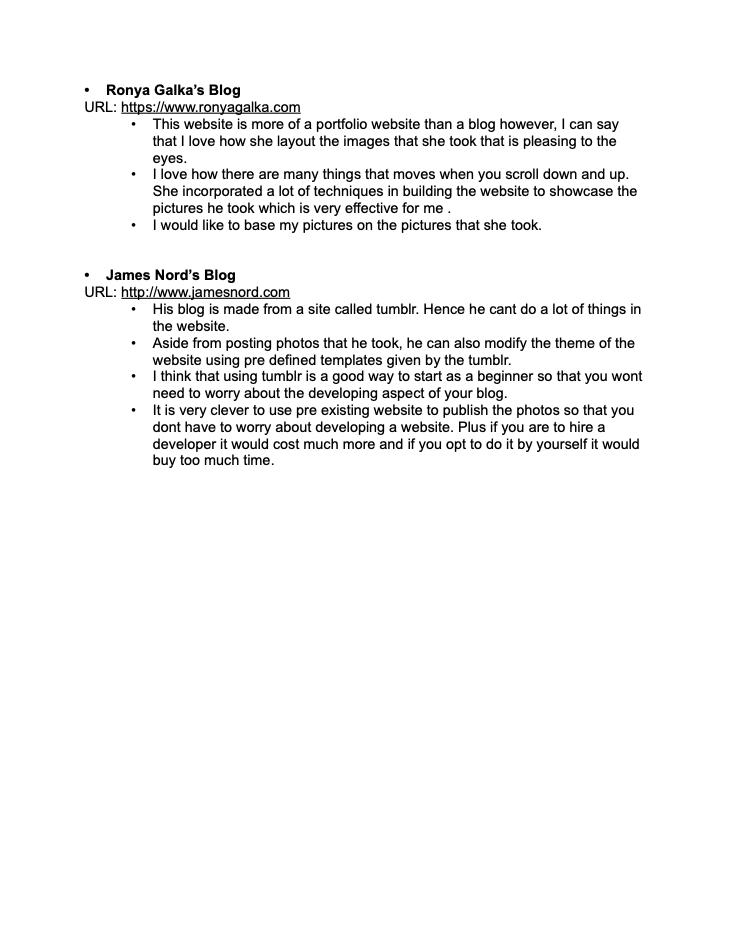 • Ronya Galka’s Blog
URL: https://www.ronyagalka.com
• This website is more of a portfolio website than a blog however, I can say
that I love how she layout the images that she took that is pleasing to the
eyes.
• I love how there are many things that moves when you scroll down and up.
She incorporated a lot of techniques in building the website to showcase the
pictures he took which is very effective for me .
• I would like to base my pictures on the pictures that she took.
• James Nord’s Blog
URL: http://www.jamesnord.com
• His blog is made from a site called tumblr. Hence he cant do a lot of things in
the website.
• Aside from posting photos that he took, he can also modify the theme of the
website using pre defined templates given by the tumblr.
• I think that using tumblr is a good way to start as a beginner so that you wont
need to worry about the developing aspect of your blog.
• It is very clever to use pre existing website to publish the photos so that you
dont have to worry about developing a website. Plus if you are to hire a
developer it would cost much more and if you opt to do it by yourself it would
buy too much time.